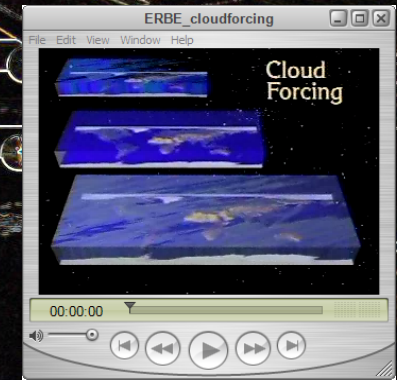 ERBE_cloudforcing
File Edit View Window Help
Cloud
Forcing
00:00:00